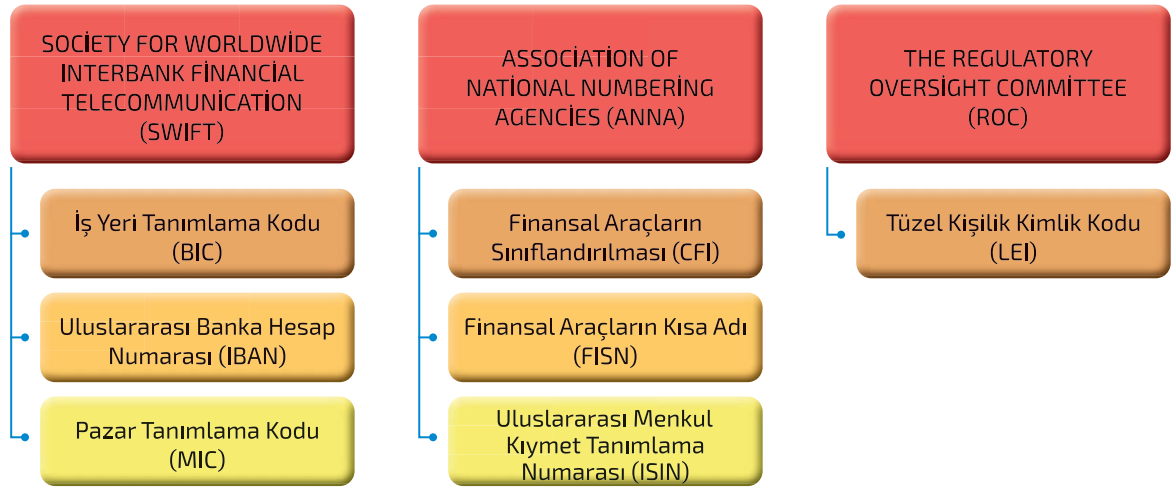 SOCİETY FOR WORLDWİDE
INTERBANK FİNANCİAL
TELECOMMUNİCATİON
(SWIFT)
İş Yeri Tanımlama Kodu
(BIC)
Uluslararası Banka Hesap
Numarası (IBAN)
Pazar Tanımlama Kodu
(MIC)
ASSOCİATİON OF
NATİONAL NUMBERİNG
AGENCİES (ANNA)
Finansal Araçların
Sınıflandırılması (CFI)
Finansal Araçların Kısa Adı
(FISN)
Uluslararası Menkul
Kıymet Tanımlama
Numarası (ISIN)
THE REGULATORY
OVERSİGHT COMMİTTEE
(ROC)
Tüzel Kişilik Kimlik Kodu
(LEI)